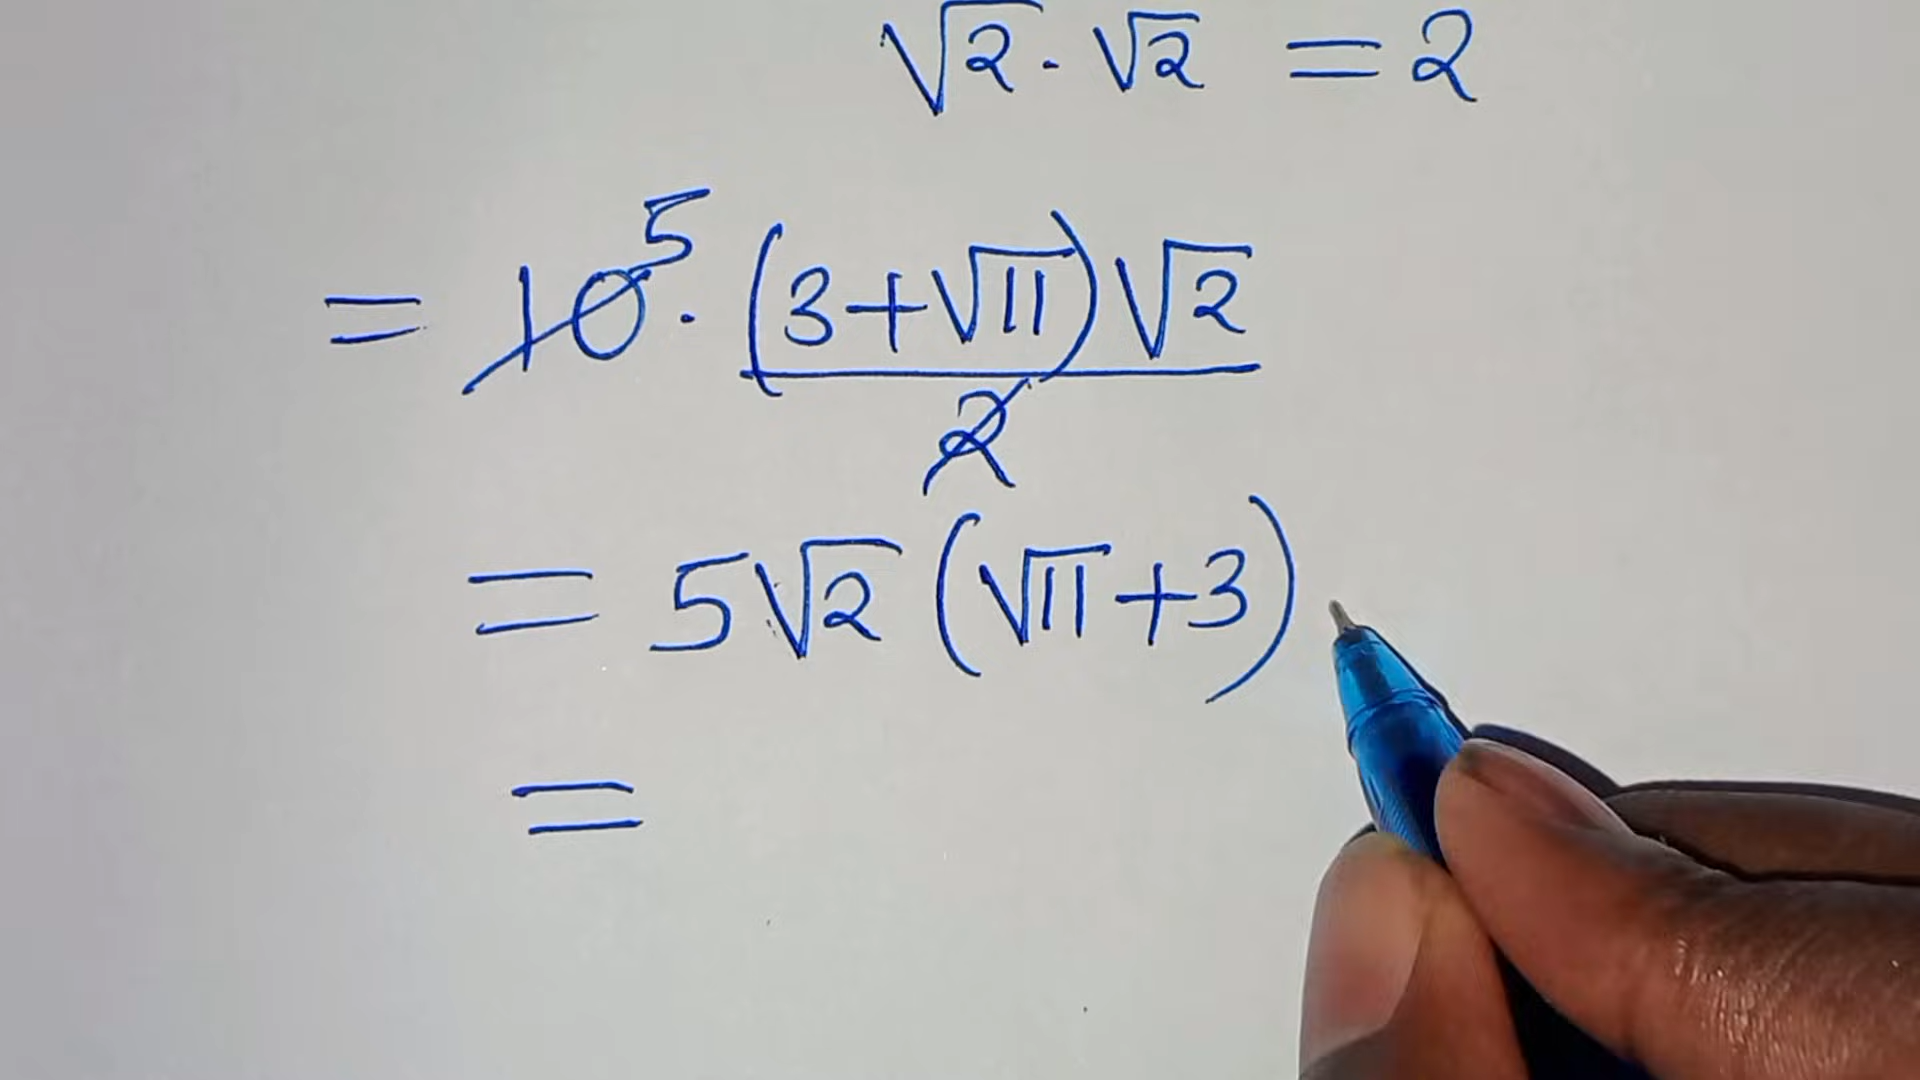 √2 · √2 = 2
= 10⁵ · (3+√11)√2 / 2
= 5√2 (√11+3)
=